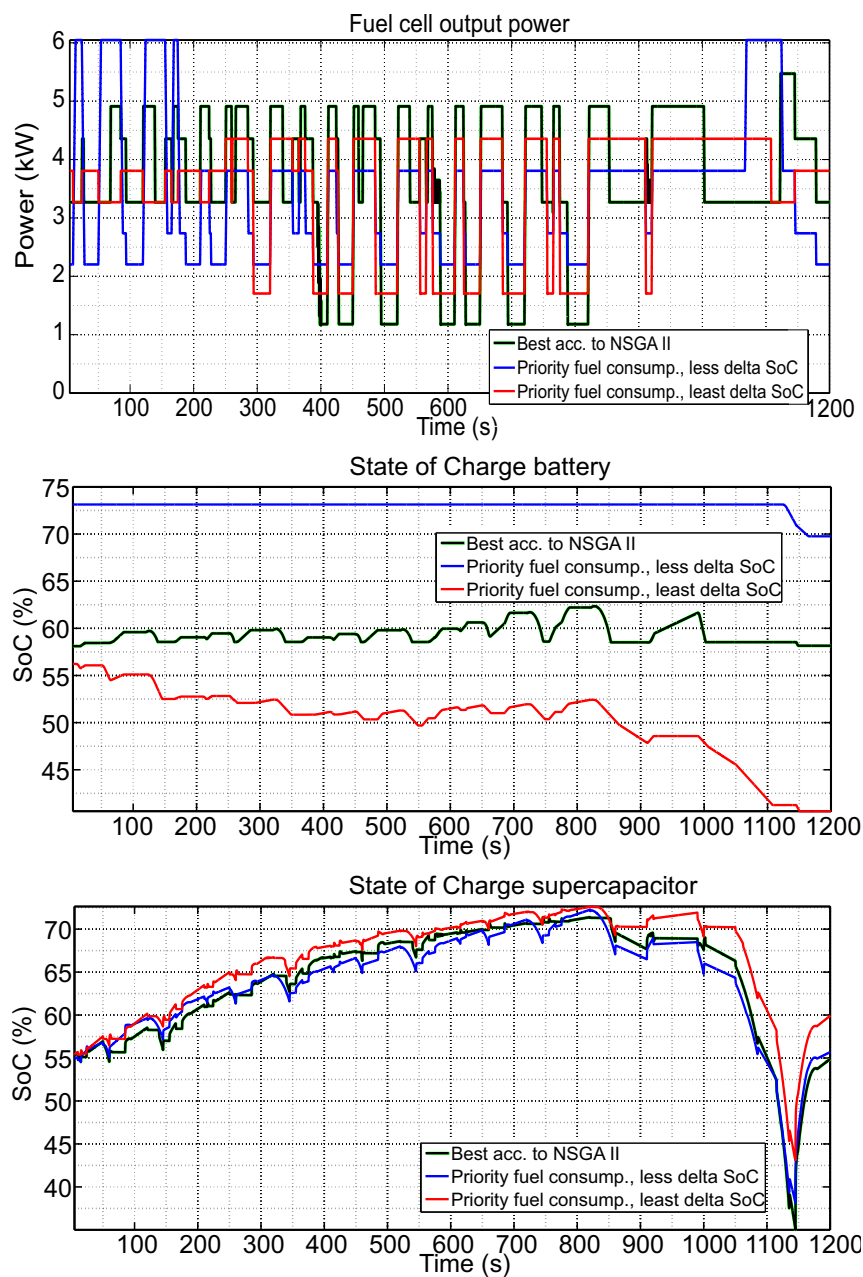 Fuel cell output power
Power (kW)
6
5
4
3
2
1
0
Best acc. to NSGA II
Priority fuel consump., less delta SoC
Priority fuel consump., least delta SoC
100 200 300 400 500 600 1200
Time (s)
State of Charge battery
SoC (%)
75
70
65
60
55
50
45
Best acc. to NSGA II
Priority fuel consump., less delta SoC
Priority fuel consump., least delta SoC
100 200 300 400 500 600 700 800 900 1000 1100 1200
Time (s)
State of Charge supercapacitor
SoC (%)
70
65
60
55
50
45
40
Best acc. to NSGA II
Priority fuel consump., less delta SoC
Priority fuel consump., least delta SoC
100 200 300 400 500 600 700 800 900 1000 1100 1200
Time (s)